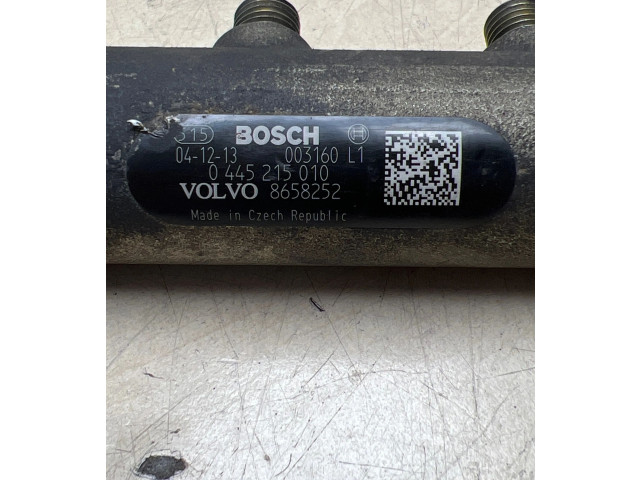 315 BOSCH
04-12-13 003160 L1
0 445 215 010
VOLVO 8658252
Made in Czech Republic